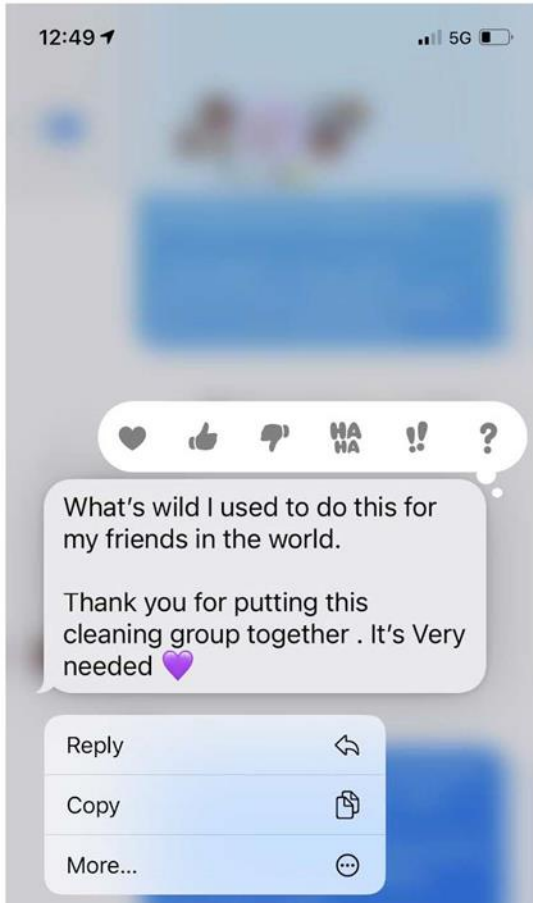 12:49
5G
HA
HA
!!
?
What's wild I used to do this for
my friends in the world.
Thank you for putting this
cleaning group together . It's Very
needed 💜
Reply
Copy
More...